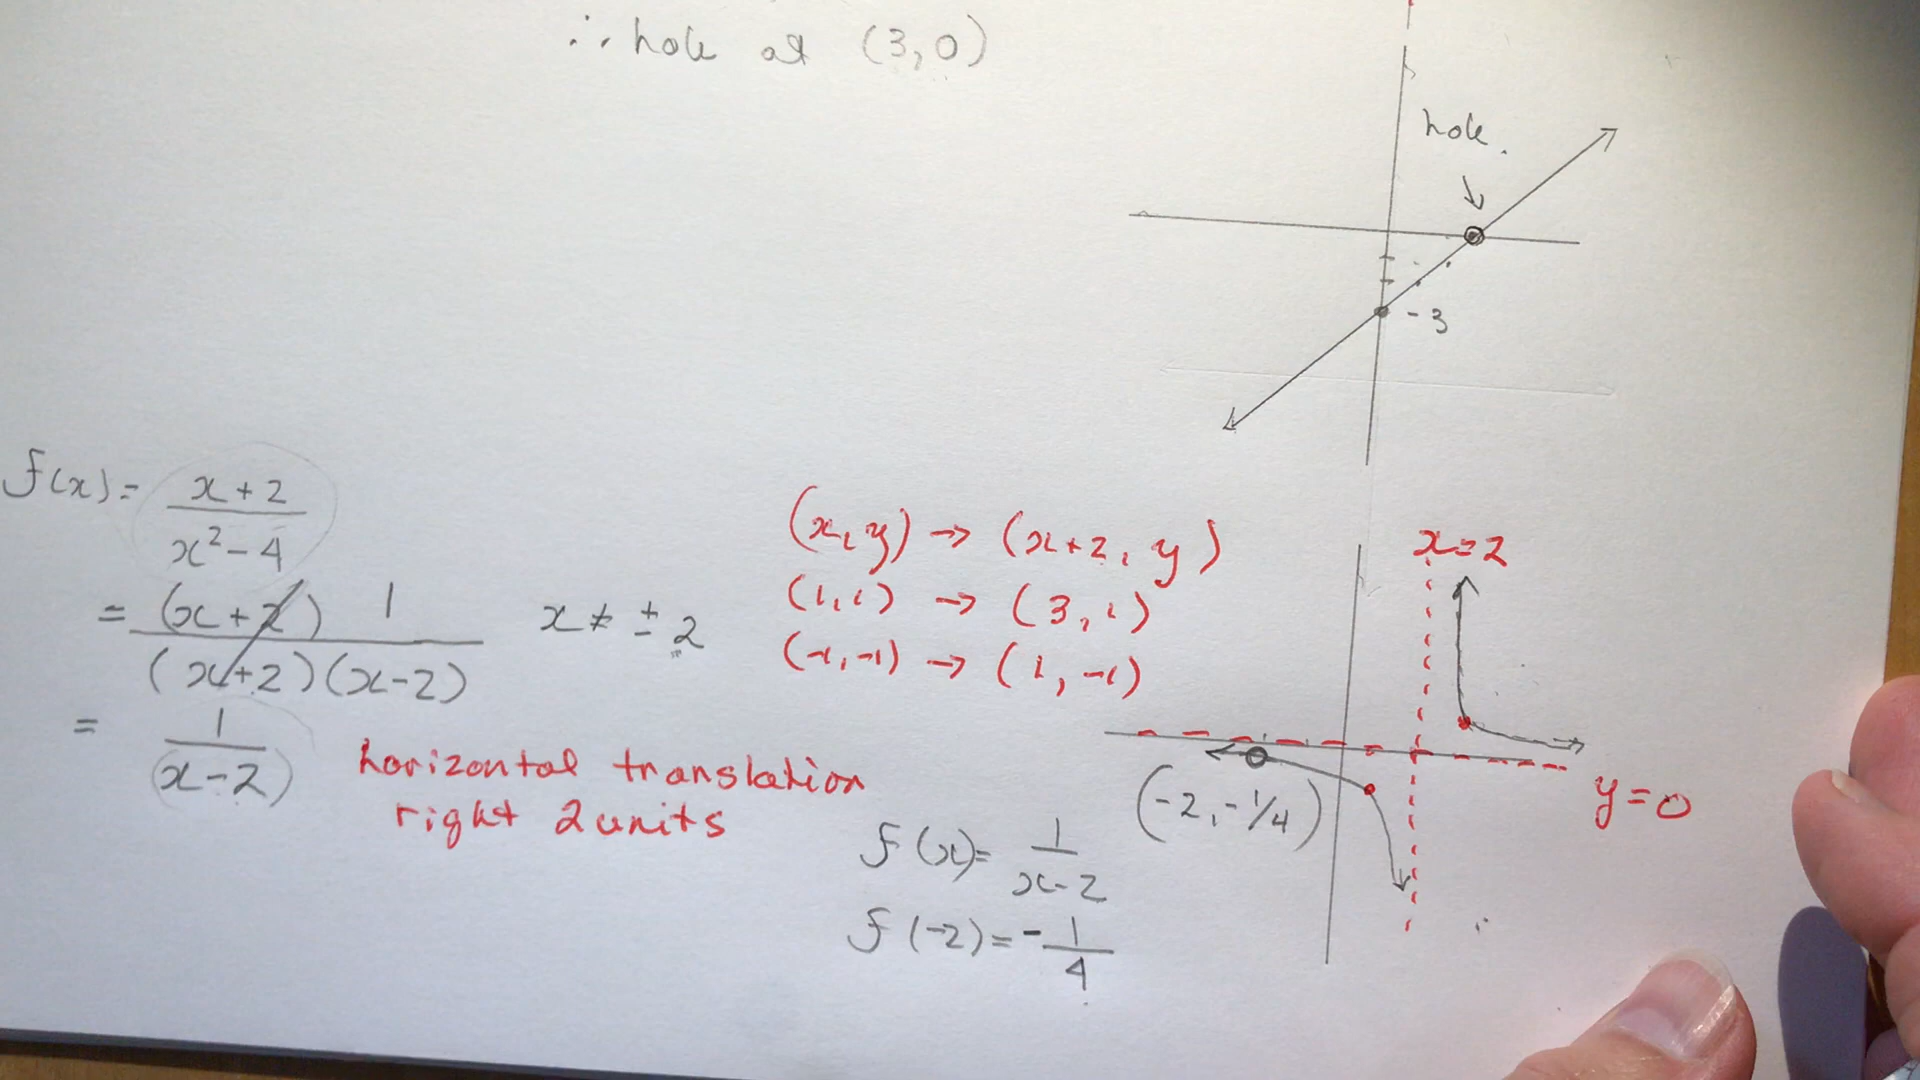 ∴ hole at (3,0)
hole.
-3
f(x) = x+2
x² - 4
= (x+2) 1
(x+2)(x-2)
x ≠ ± 2
= 1
(x-2)
horizontal translation
right 2 units
(x, y) → (x+2, y)
(1, 1) → (3, 1)
(-1, -1) → (1, -1)
x=2
y=0
(-2, -1/4)
f(x) = 1
x-2
f(-2) = - 1
4